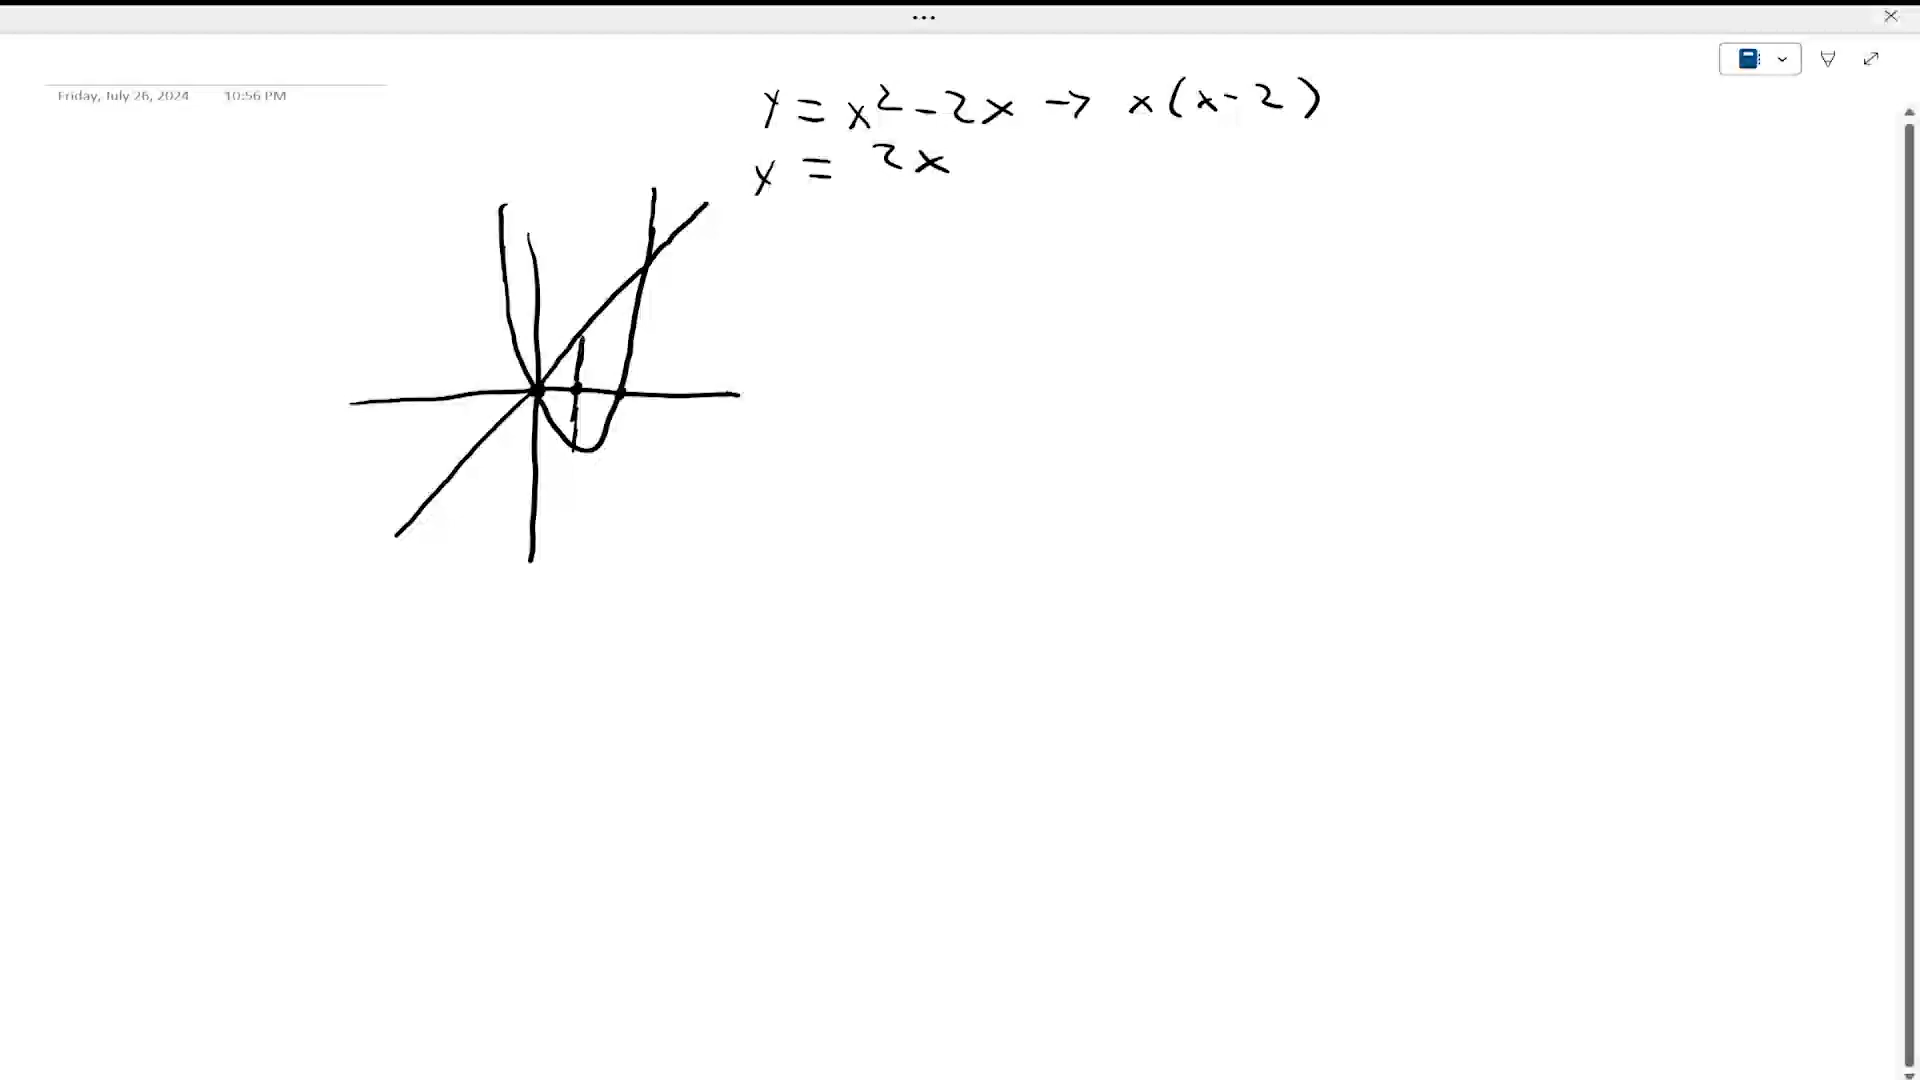 Friday, July 26, 2024 10:56 PM
y = x² - 2x → x(x-2)
y = 2x